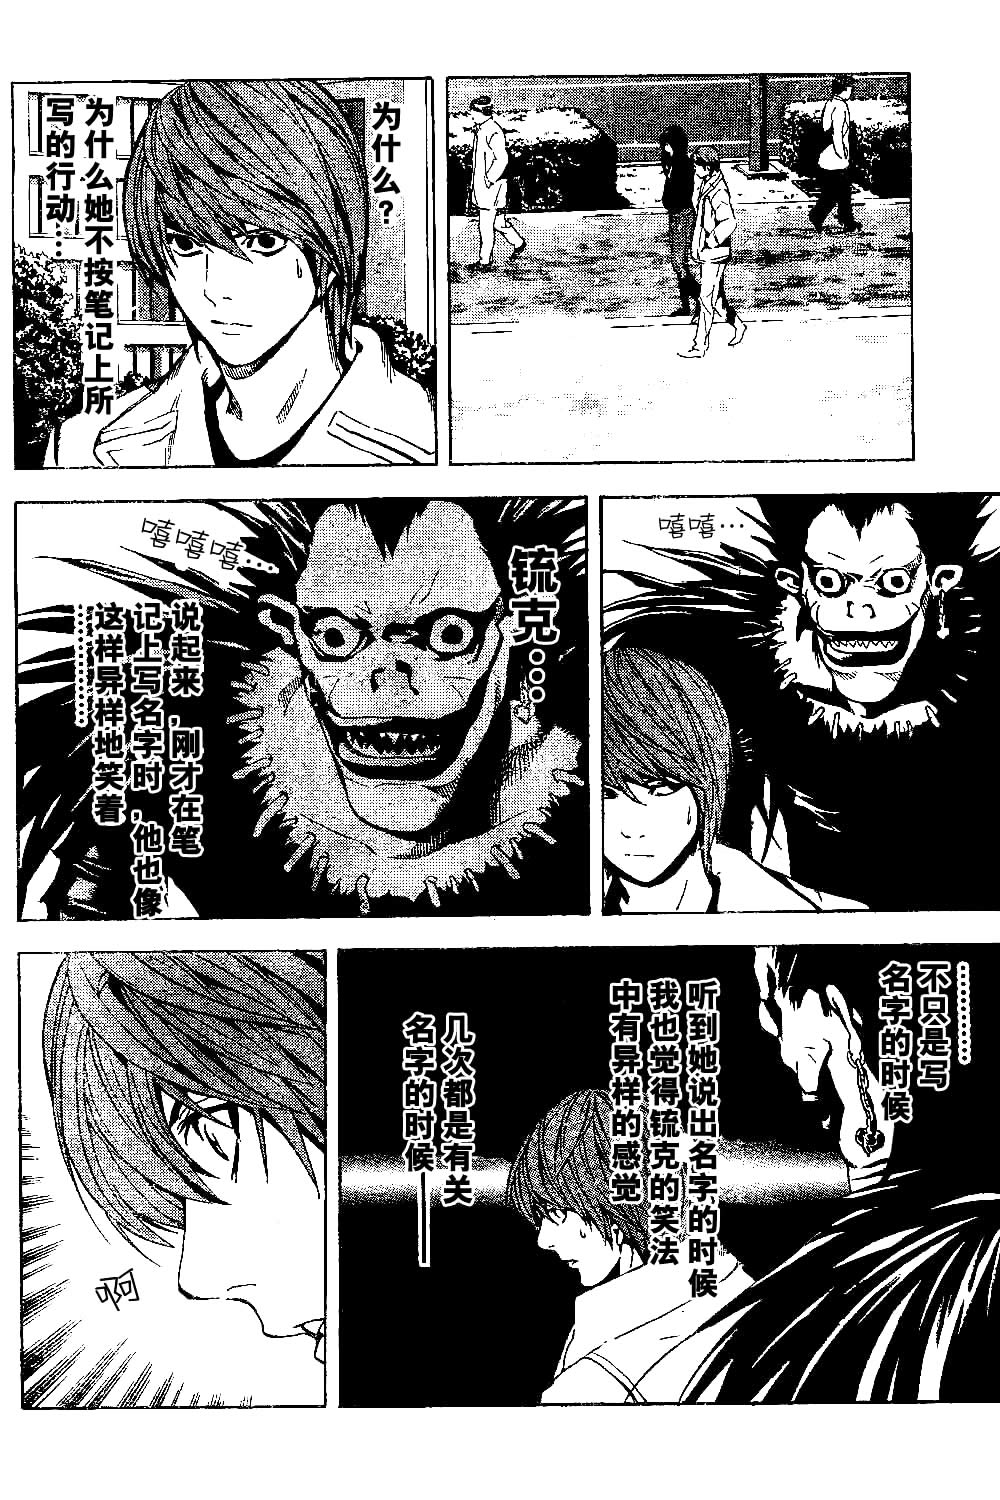 为什么？
为什么她不按笔记上所
写的行动……
嘻嘻…
锍克……
嘻嘻嘻……
说起来，刚才在笔
记上写名字时，他也像
这样异样地笑着
…………
…………
不只是写
名字的时候
听到她说出名字的时候
我也觉得锍克的笑法
中有异样的感觉
几次都是有关
名字的时候——
啊